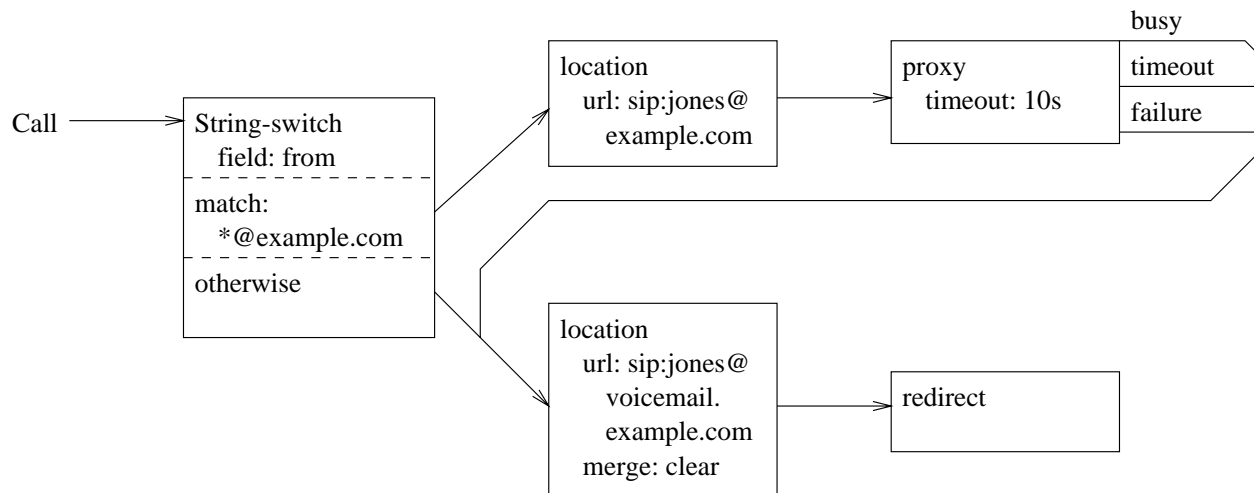 Call
String-switch
field: from
match:
*@example.com
otherwise
location
url: sip:jones@
example.com
proxy
timeout: 10s
busy
timeout
failure
location
url: sip:jones@
voicemail.
example.com
merge: clear
redirect